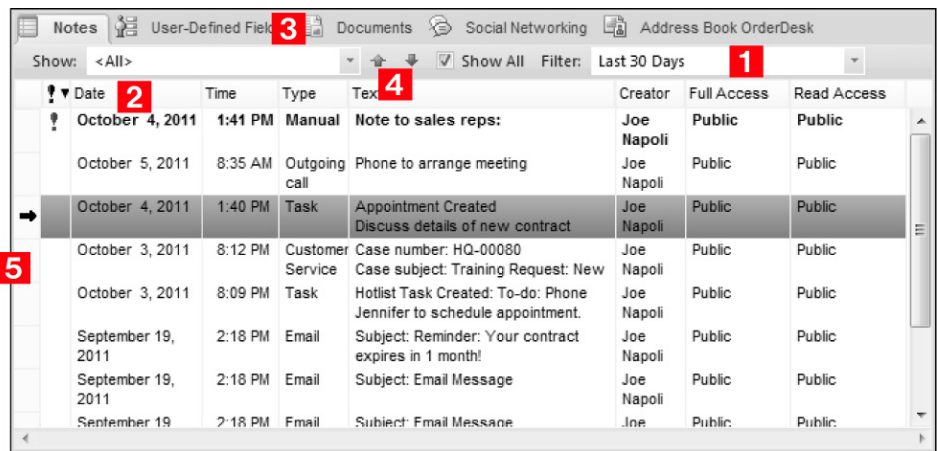 Notes User-Defined Fiel 3 Documents Social Networking Address Book OrderDesk
Show: <All> 4 Show All Filter: Last 30 Days 1
! Date 2 Time Type Tex Creator Full Access Read Access
! October 4, 2011 1:41 PM Manual Note to sales reps: Joe Public Public
Napoli
October 5, 2011 8:35 AM Outgoing Phone to arrange meeting Joe Public Public
call Napoli
October 4, 2011 1:40 PM Task Appointment Created Joe Public Public
Discuss details of new contract Napoli
5
October 3, 2011 8:12 PM Customer Case number: HQ-00080 Joe Public Public
Service Case subject: Training Request: New Napoli
October 3, 2011 8:09 PM Task Hotlist Task Created: To-do: Phone Joe Public Public
Jennifer to schedule appointment. Napoli
September 19, 2:18 PM Email Subject: Reminder: Your contract Joe Public Public
2011 expires in 1 month! Napoli
September 19, 2:18 PM Email Subject: Email Message Joe Public Public
2011 Napoli
September 19 2:18 PM Email Subject: Email Message Joe Public Public